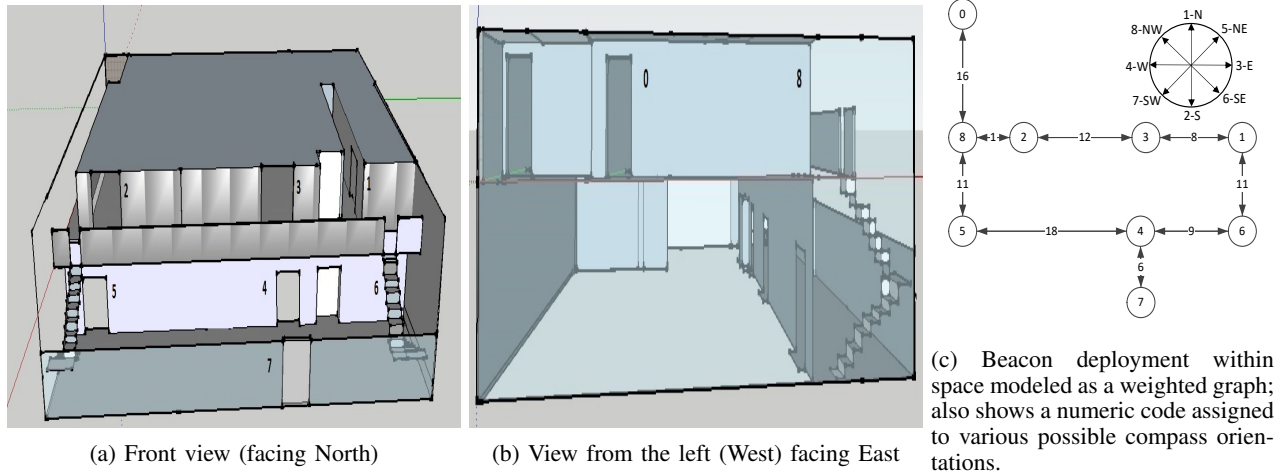 2
3
1
5
4
6
7
(a) Front view (facing North)
0
8
(b) View from the left (West) facing East
0
1-N
8-NW
5-NE
4-W
3-E
7-SW
6-SE
2-S
16
8
1
2
12
3
8
1
11
11
5
18
4
9
6
6
7
(c) Beacon deployment within
space modeled as a weighted graph;
also shows a numeric code assigned
to various possible compass orien-
tations.